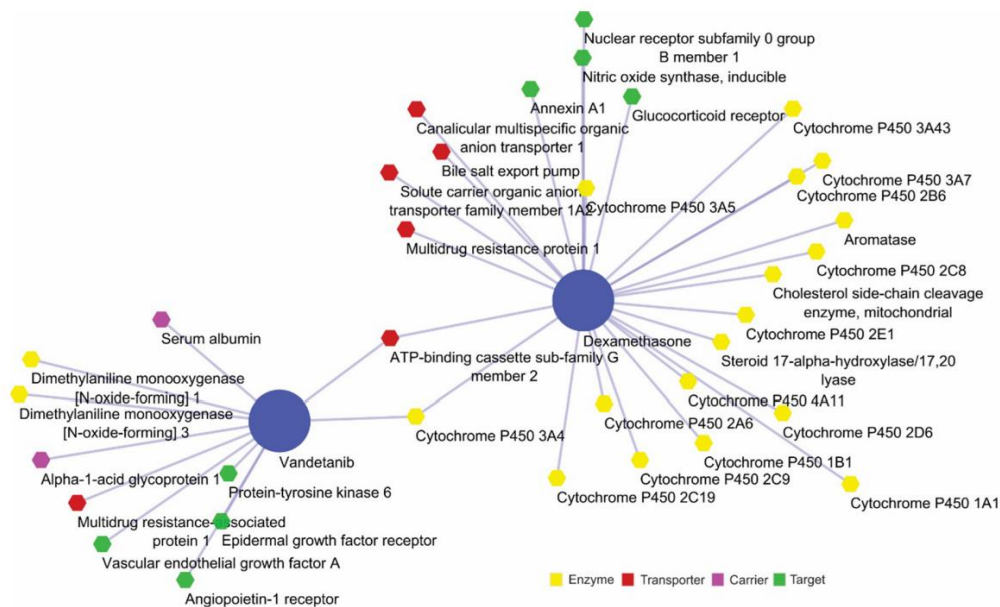 Nuclear receptor subfamily 0 group
B member 1
Nitric oxide synthase, inducible
Annexin A1
Glucocorticoid receptor
Cytochrome P450 3A43
Canalicular multispecific organic
anion transporter 1
Bile salt export pump
Cytochrome P450 3A7
Cytochrome P450 2B6
Solute carrier organic anion
transporter family member 1A2
Cytochrome P450 3A5
Aromatase
Multidrug resistance protein 1
Cytochrome P450 2C8
Cholesterol side-chain cleavage
enzyme, mitochondrial
Serum albumin
Dexamethasone
Cytochrome P450 2E1
ATP-binding cassette sub-family G
member 2
Steroid 17-alpha-hydroxylase/17,20
lyase
Dimethylaniline monooxygenase
[N-oxide-forming] 1
Cytochrome P450 4A11
Dimethylaniline monooxygenase
[N-oxide-forming] 3
Cytochrome P450 3A4
Cytochrome P450 2A6
Cytochrome P450 2D6
Vandetanib
Cytochrome P450 1B1
Alpha-1-acid glycoprotein 1
Cytochrome P450 2C9
Protein-tyrosine kinase 6
Cytochrome P450 2C19
Cytochrome P450 1A1
Multidrug resistance-associated
protein 1
Epidermal growth factor receptor
Vascular endothelial growth factor A
Angiopoietin-1 receptor
Enzyme
Transporter
Carrier
Target